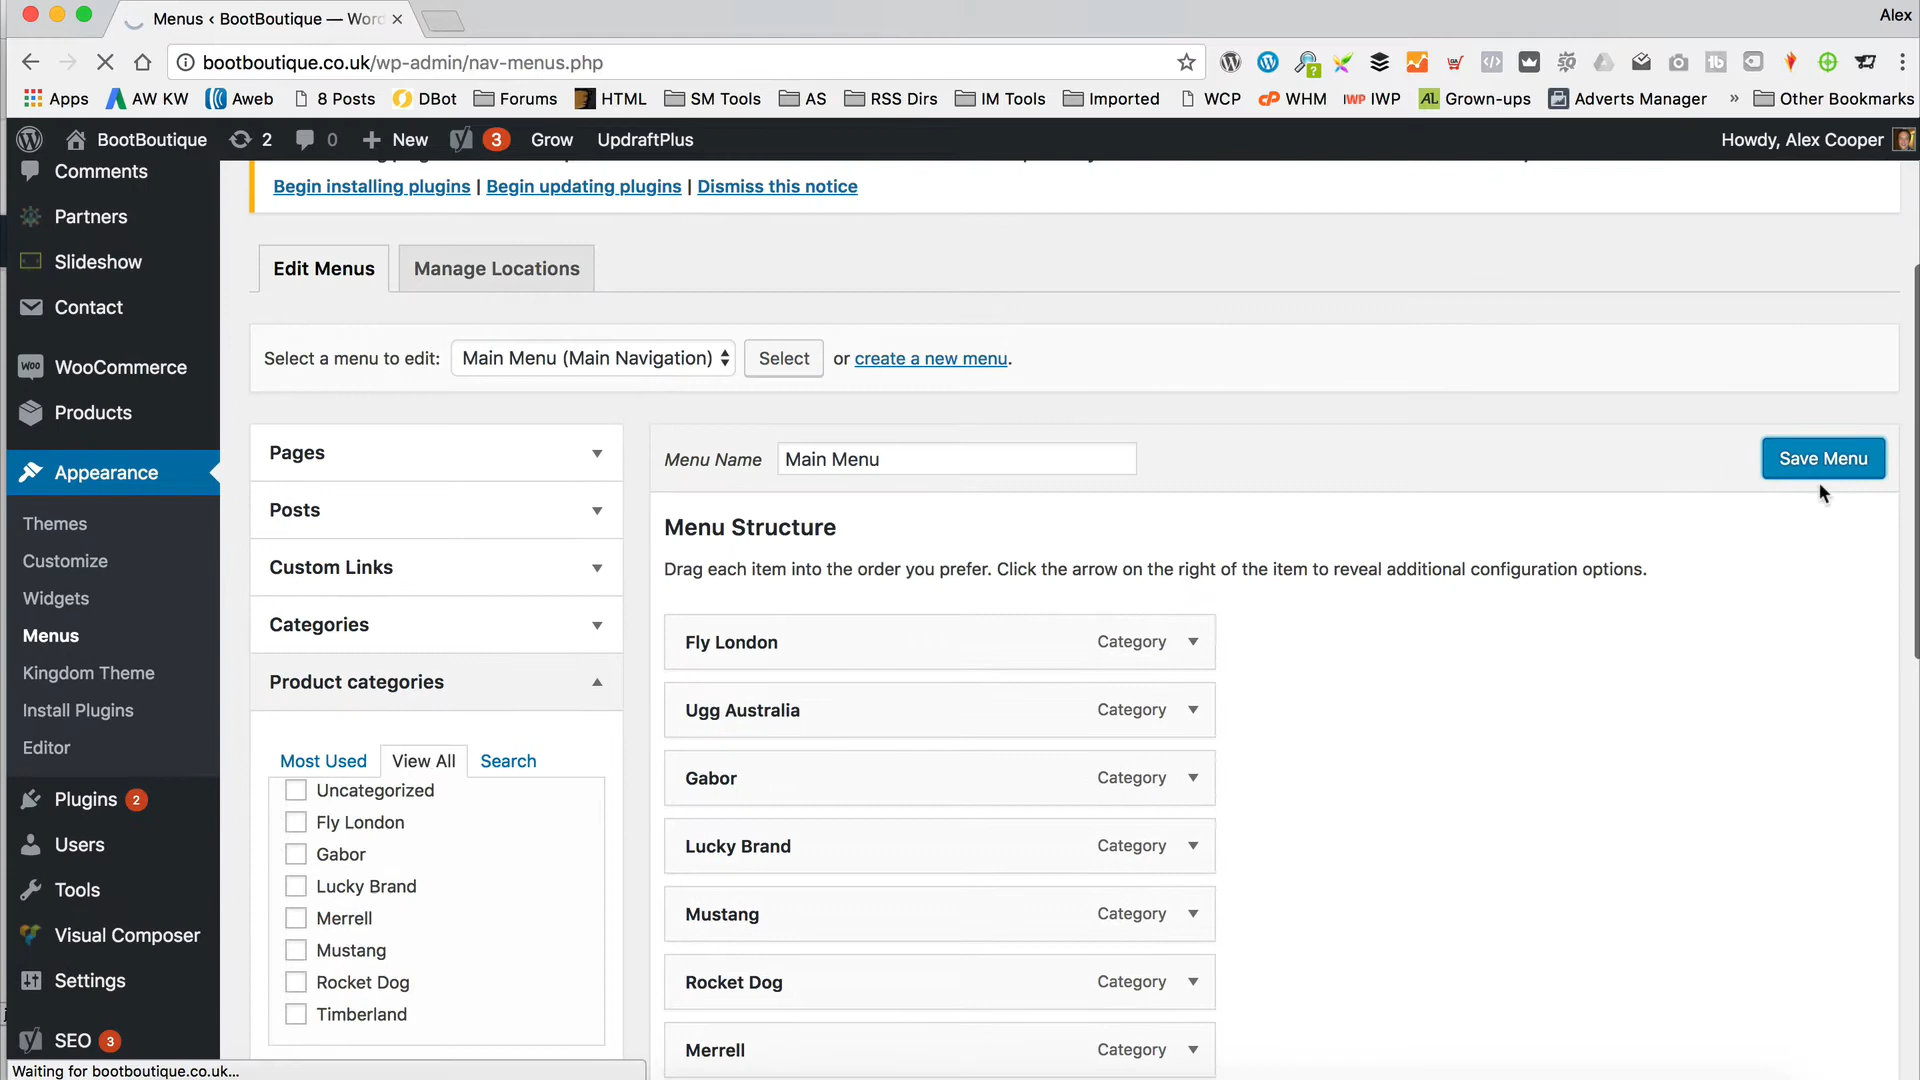 Menus ‹ BootBoutique — Word
Alex
bootboutique.co.uk/wp-admin/nav-menus.php
Apps AW KW Aweb 8 Posts DBot Forums HTML SM Tools AS RSS Dirs IM Tools Imported WCP cP WHM IWP IWP AL Grown-ups Adverts Manager » Other Bookmarks
BootBoutique 2 0 New 3 Grow UpdraftPlus Howdy, Alex Cooper
Comments
Partners
Slideshow
Contact
WooCommerce
Products
Appearance
Themes
Customize
Widgets
Menus
Kingdom Theme
Install Plugins
Editor
Plugins 2
Users
Tools
Visual Composer
Settings
SEO 3
Begin installing plugins | Begin updating plugins | Dismiss this notice
Edit Menus
Manage Locations
Select a menu to edit: Main Menu (Main Navigation) Select or create a new menu.
Pages
Posts
Custom Links
Categories
Product categories
Most Used View All Search
Uncategorized
Fly London
Gabor
Lucky Brand
Merrell
Mustang
Rocket Dog
Timberland
Menu Name Main Menu
Save Menu
Menu Structure
Drag each item into the order you prefer. Click the arrow on the right of the item to reveal additional configuration options.
Fly London Category
Ugg Australia Category
Gabor Category
Lucky Brand Category
Mustang Category
Rocket Dog Category
Merrell Category
Waiting for bootboutique.co.uk...